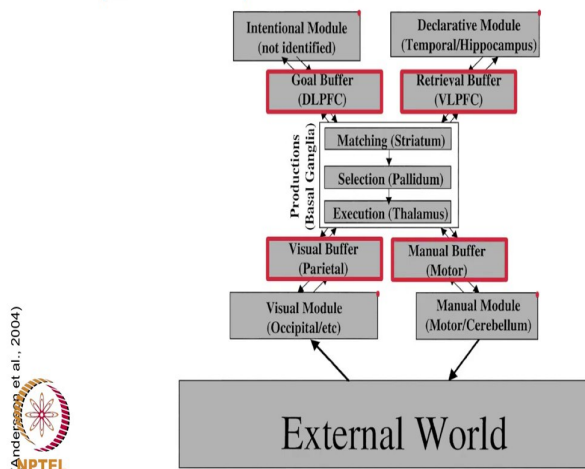 Intentional Module
(not identified)
Declarative Module
(Temporal/Hippocampus)
Goal Buffer
(DLPFC)
Retrieval Buffer
(VLPFC)
Productions
(Basal Ganglia)
Matching (Striatum)
Selection (Pallidum)
Execution (Thalamus)
Visual Buffer
(Parietal)
Manual Buffer
(Motor)
Visual Module
(Occipital/etc)
Manual Module
(Motor/Cerebellum)
External World
(Andersson et al., 2004)
NPTEL